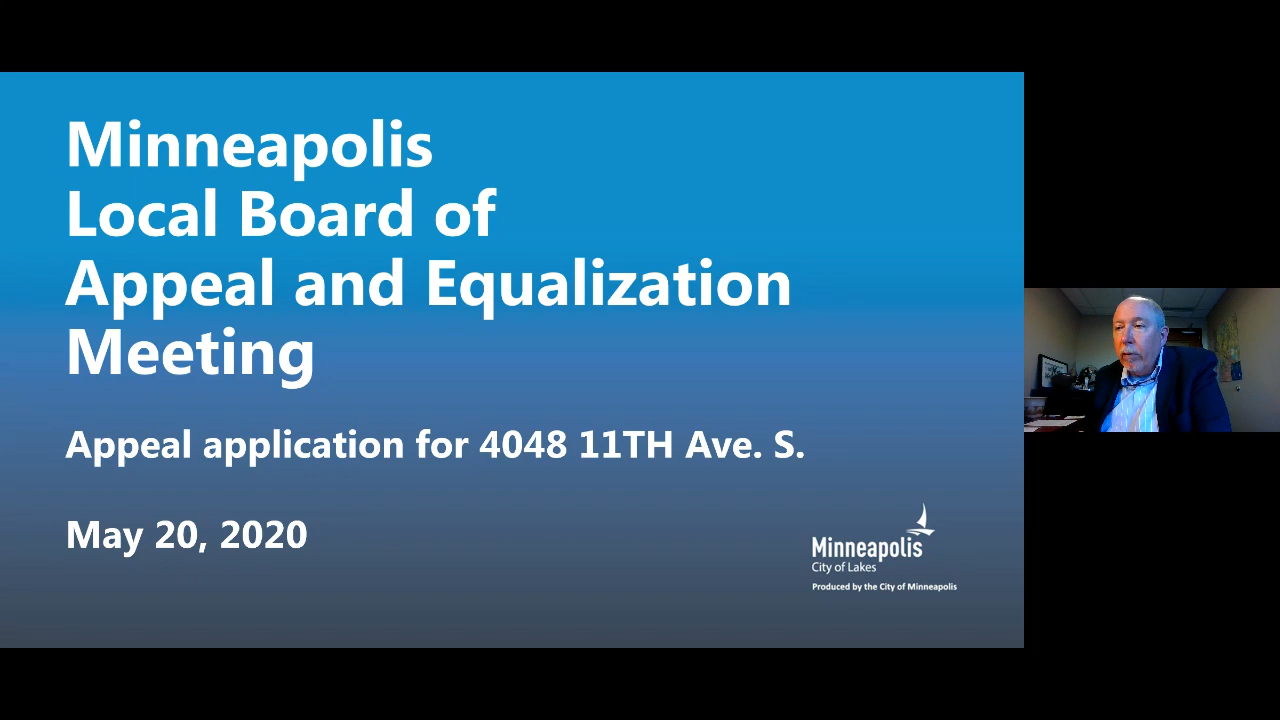 Minneapolis
Local Board of
Appeal and Equalization
Meeting
Appeal application for 4048 11TH Ave. S.
May 20, 2020
Minneapolis
City of Lakes
Produced by the City of Minneapolis